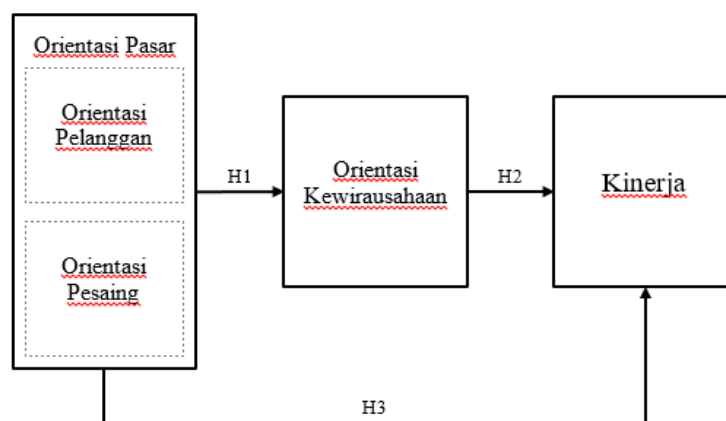 Orientasi Pasar
Orientasi
Pelanggan
Orientasi
Pesaing
H1
Orientasi
Kewirausahaan
H2
Kinerja
H3